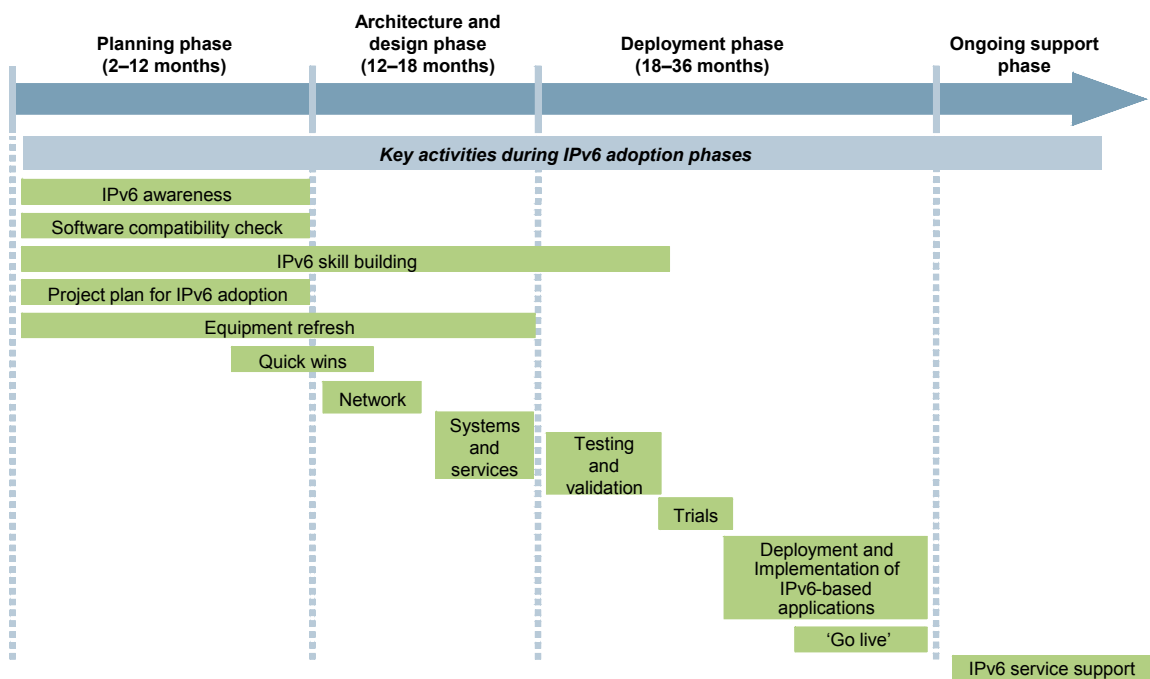 Planning phase
(2–12 months)
Architecture and
design phase
(12–18 months)
Deployment phase
(18–36 months)
Ongoing support
phase
Key activities during IPv6 adoption phases
IPv6 awareness
Software compatibility check
IPv6 skill building
Project plan for IPv6 adoption
Equipment refresh
Quick wins
Network
Systems
and
services
Testing
and
validation
Trials
Deployment and
Implementation of
IPv6-based
applications
‘Go live’
IPv6 service support